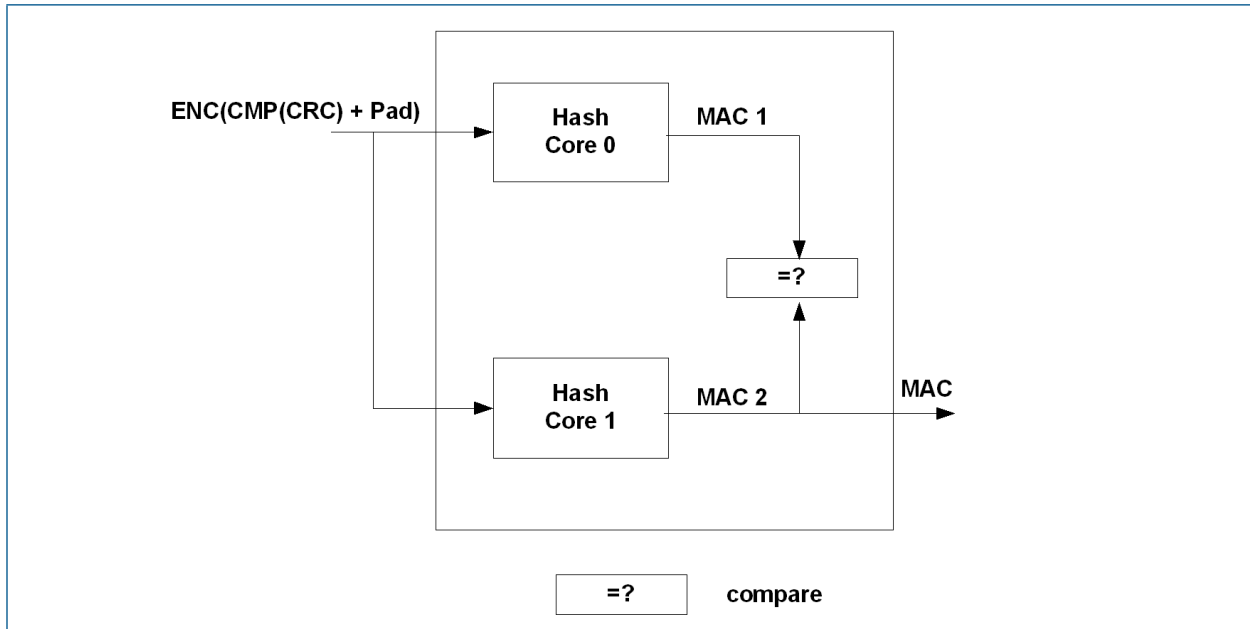 ENC(CMP(CRC) + Pad)
Hash
Core 0
MAC 1
=?
Hash
Core 1
MAC 2
MAC
=?
compare